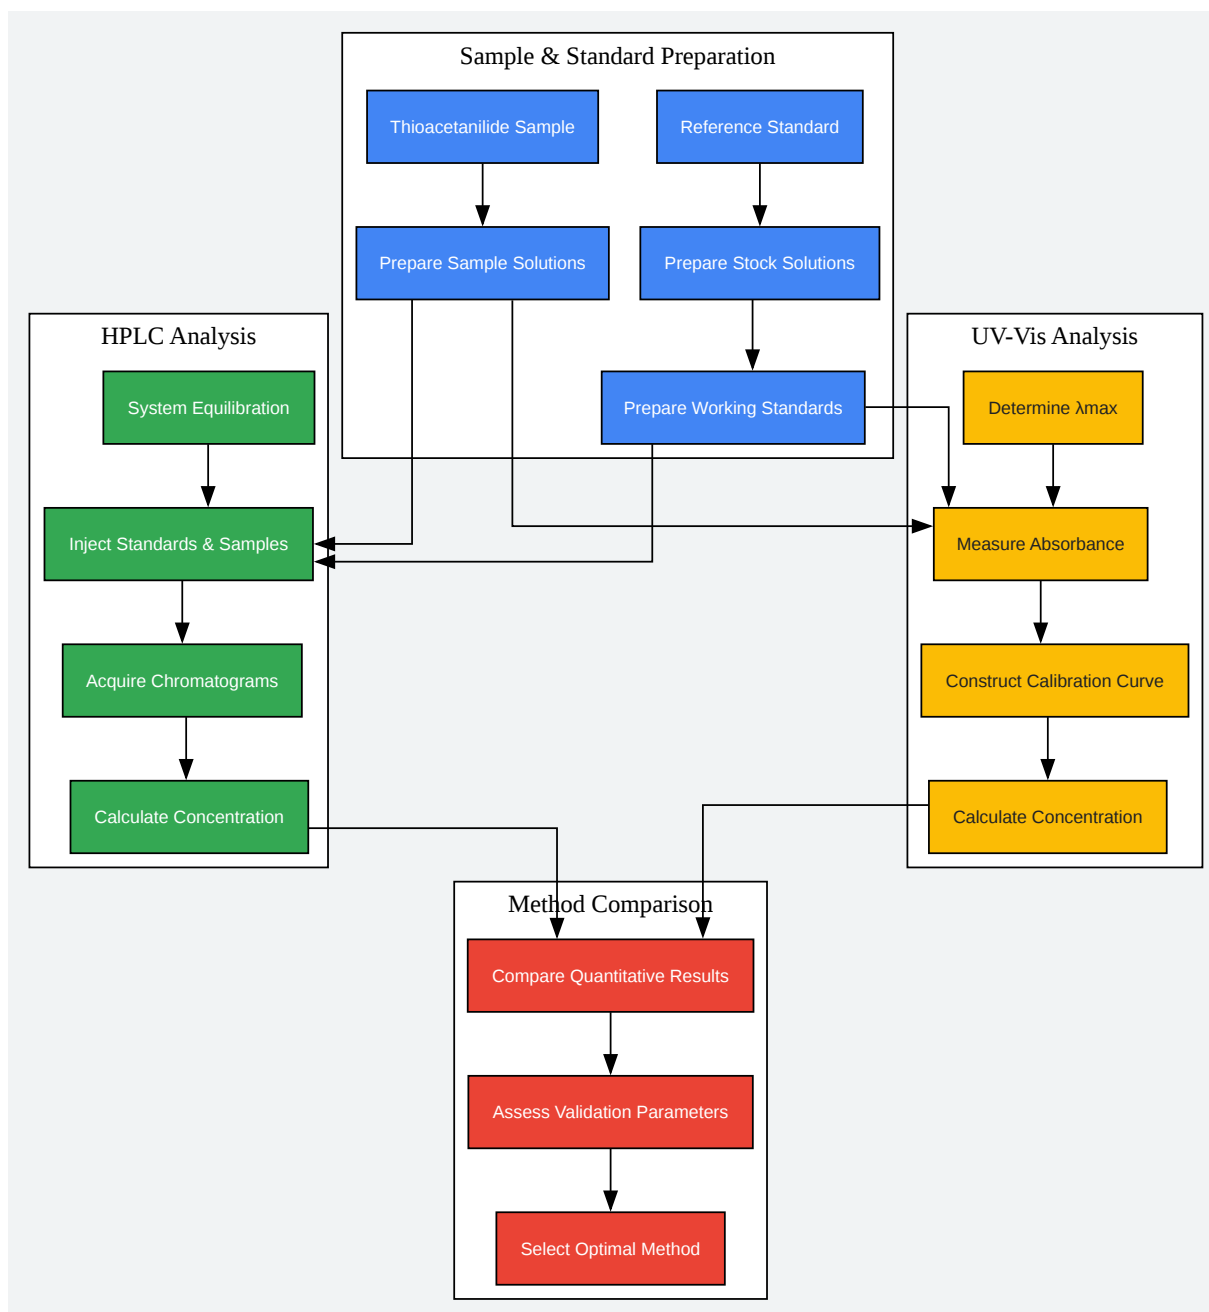 Sample & Standard Preparation
Thioacetanilide Sample
Reference Standard
Prepare Sample Solutions
Prepare Stock Solutions
Prepare Working Standards
HPLC Analysis
System Equilibration
Inject Standards & Samples
Acquire Chromatograms
Calculate Concentration
UV-Vis Analysis
Determine λmax
Measure Absorbance
Construct Calibration Curve
Calculate Concentration
Method Comparison
Compare Quantitative Results
Assess Validation Parameters
Select Optimal Method